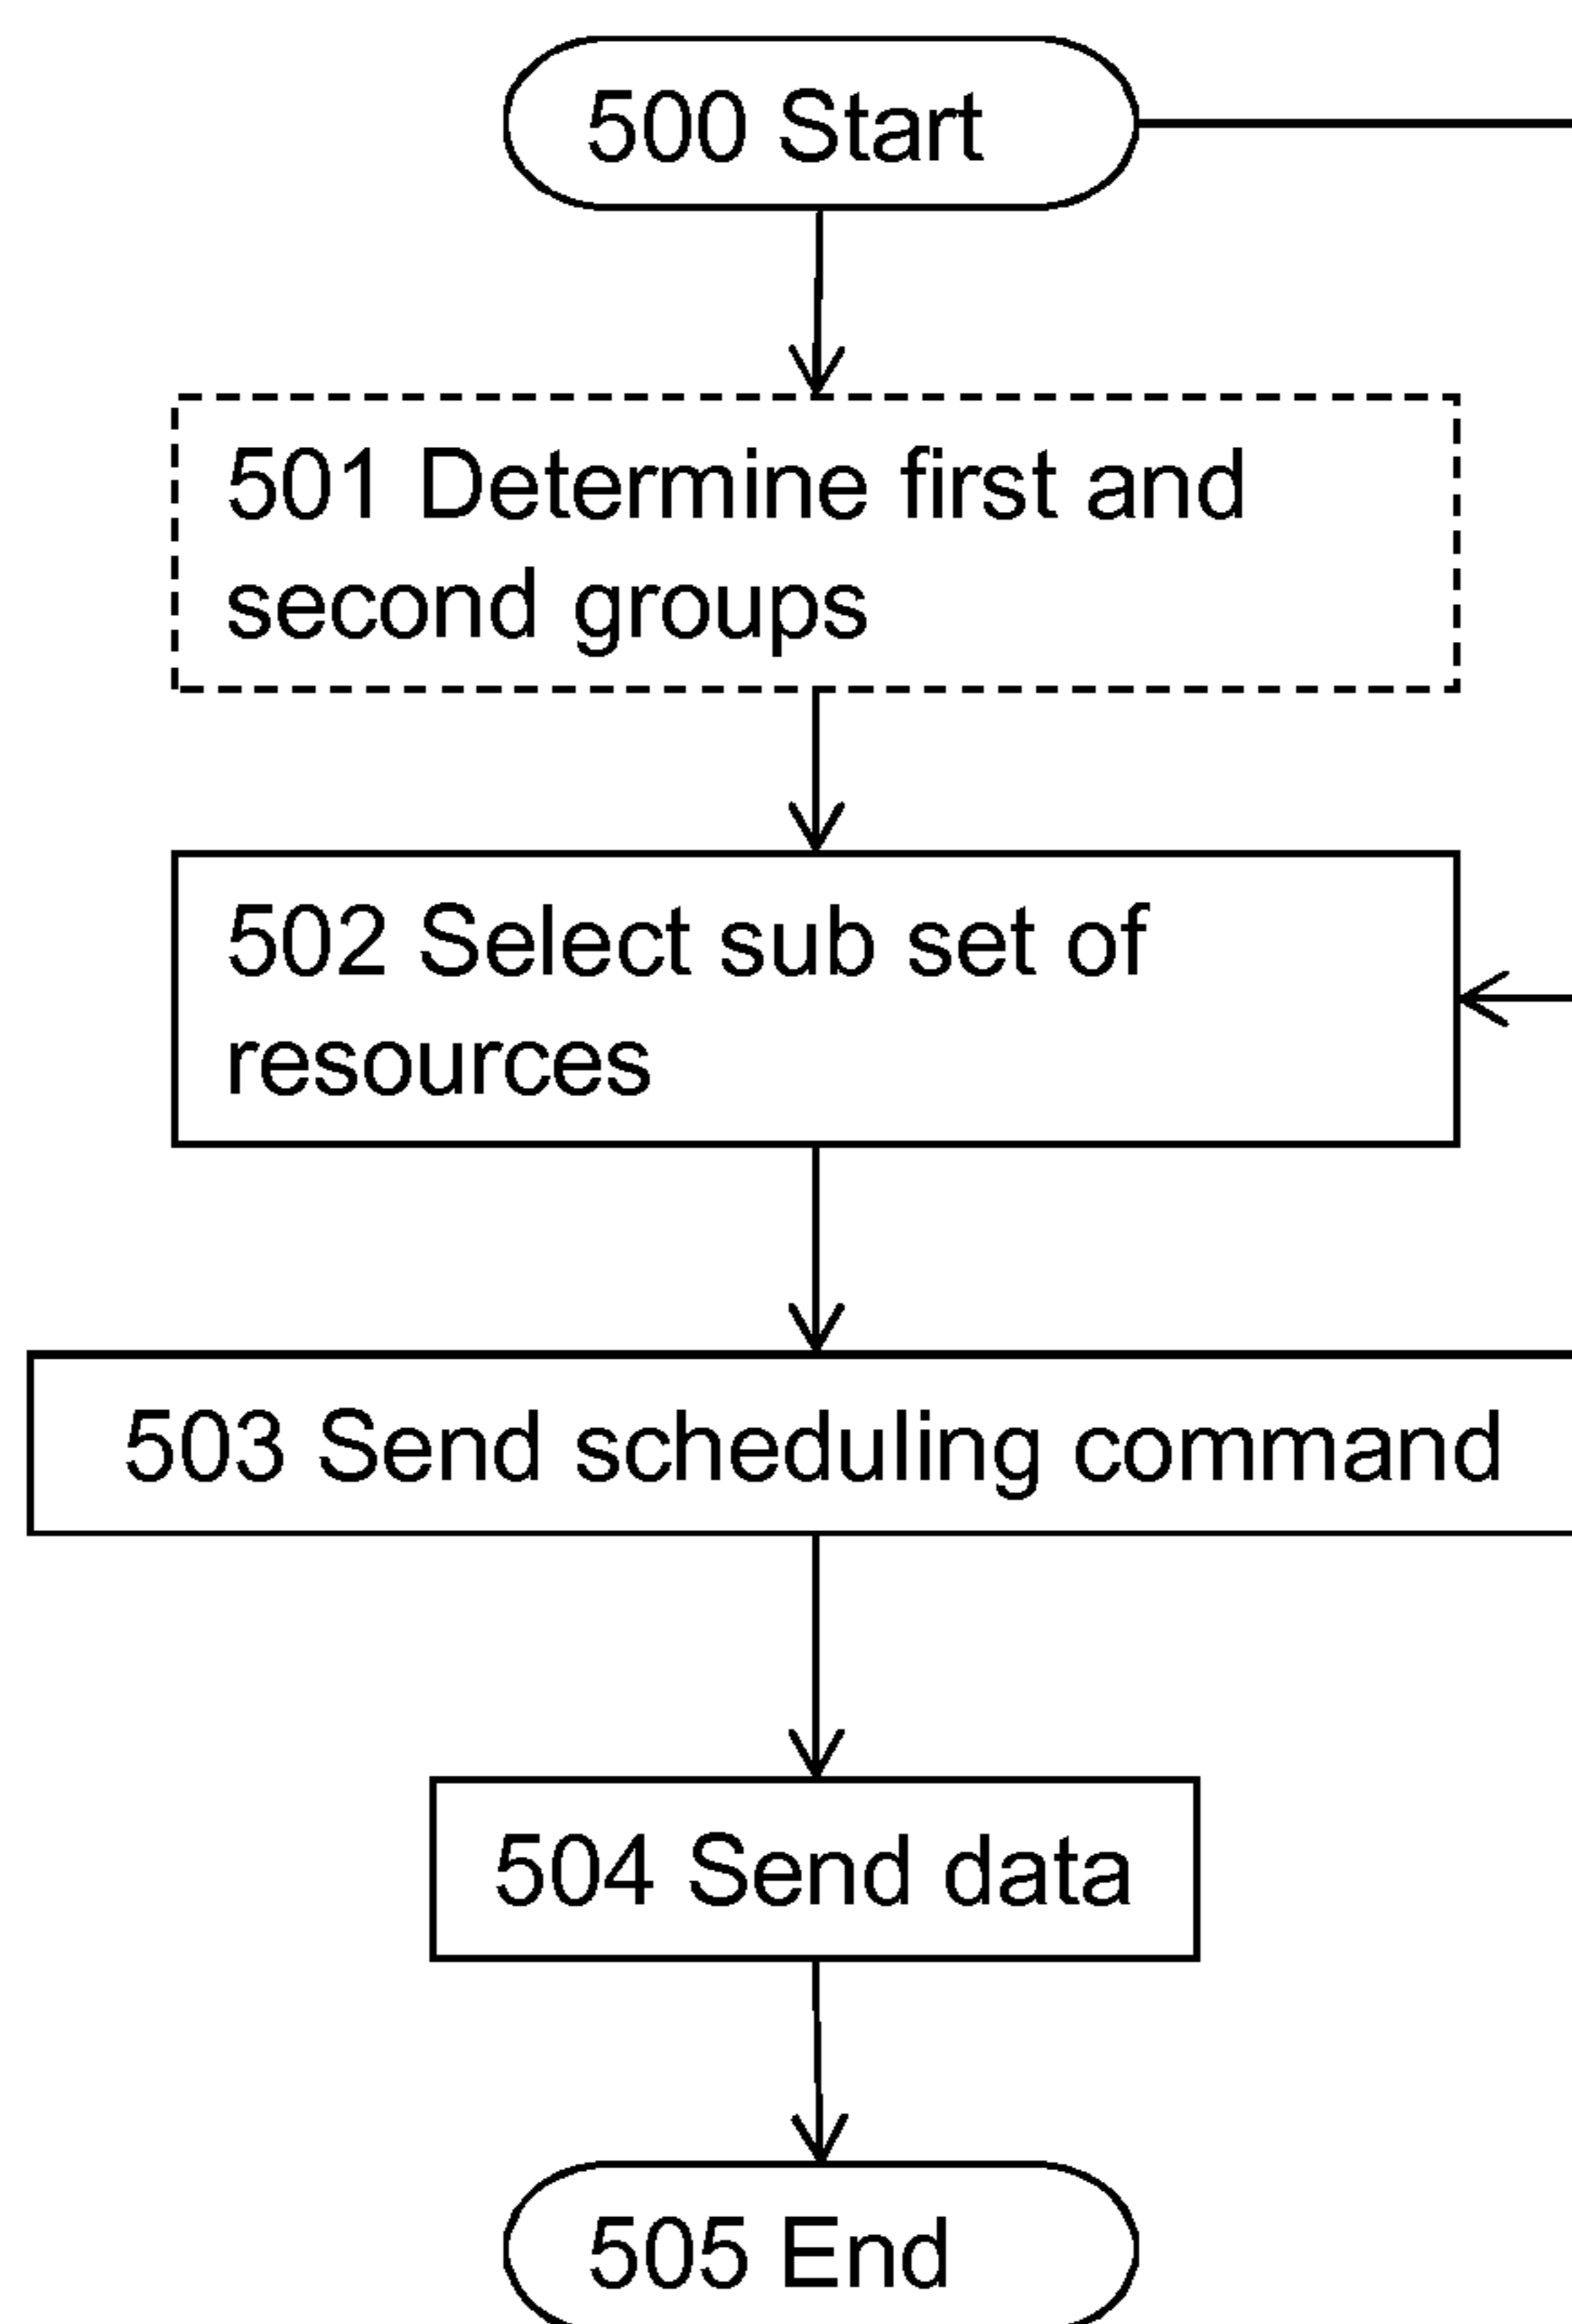 500 Start
501 Determine first and
second groups
502 Select sub set of
resources
503 Send scheduling command
504 Send data
505 End